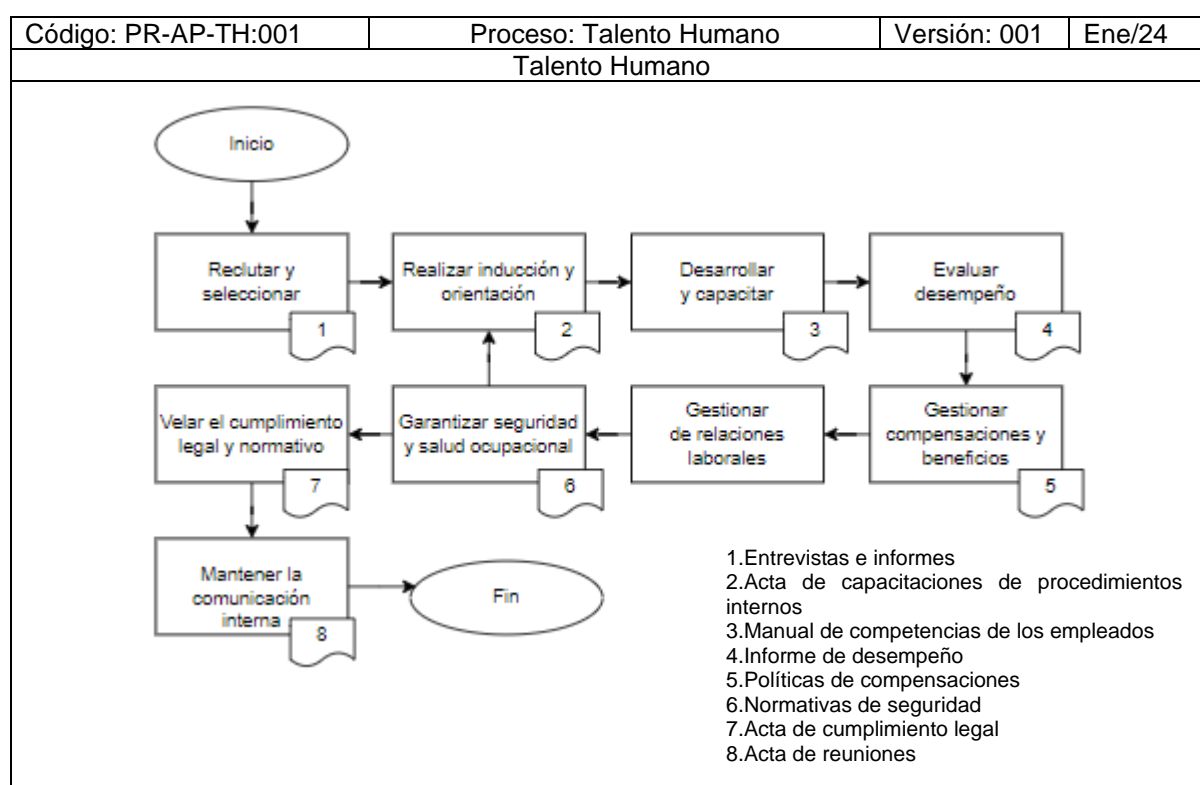 Código: PR-AP-TH:001 Proceso: Talento Humano Versión: 001 Ene/24
Talento Humano
Inicio
Reclutar y
seleccionar
1
Realizar inducción y
orientación
2
Desarrollar
y capacitar
3
Evaluar
desempeño
4
Velar el cumplimiento
legal y normativo
7
Garantizar seguridad
y salud ocupacional
6
Gestionar
de relaciones
laborales
Gestionar
compensaciones y
beneficios
5
Mantener la
comunicación
interna
8
Fin
1.Entrevistas e informes
2.Acta de capacitaciones de procedimientos
internos
3.Manual de competencias de los empleados
4.Informe de desempeño
5.Políticas de compensaciones
6.Normativas de seguridad
7.Acta de cumplimiento legal
8.Acta de reuniones